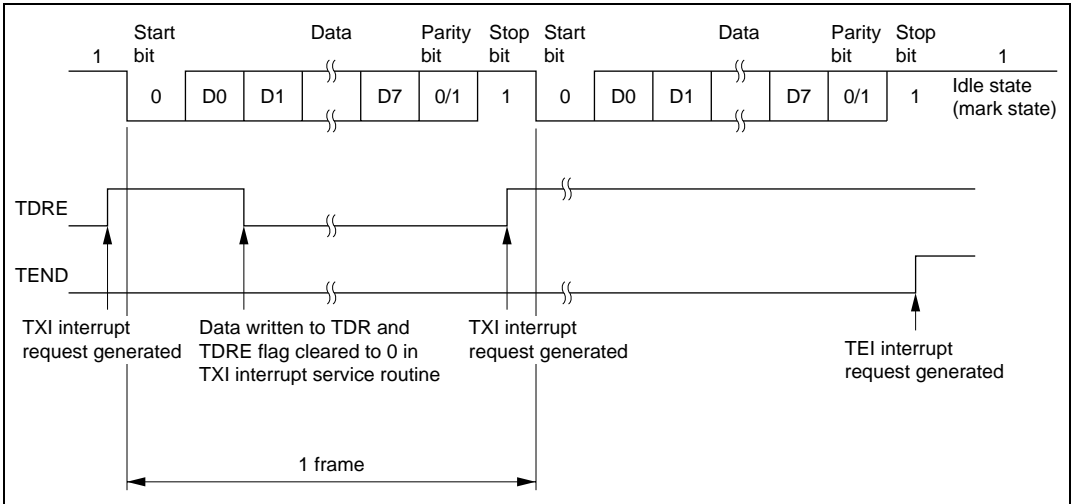 Start Data Parity Stop Start Data Parity Stop
1 bit bit bit bit bit bit 1
0 D0 D1 D7 0/1 1 0 D0 D1 D7 0/1 1 Idle state
(mark state)
TDRE
TEND
TXI interrupt
request generated
Data written to TDR and
TDRE flag cleared to 0 in
TXI interrupt service routine
TXI interrupt
request generated
TEI interrupt
request generated
1 frame